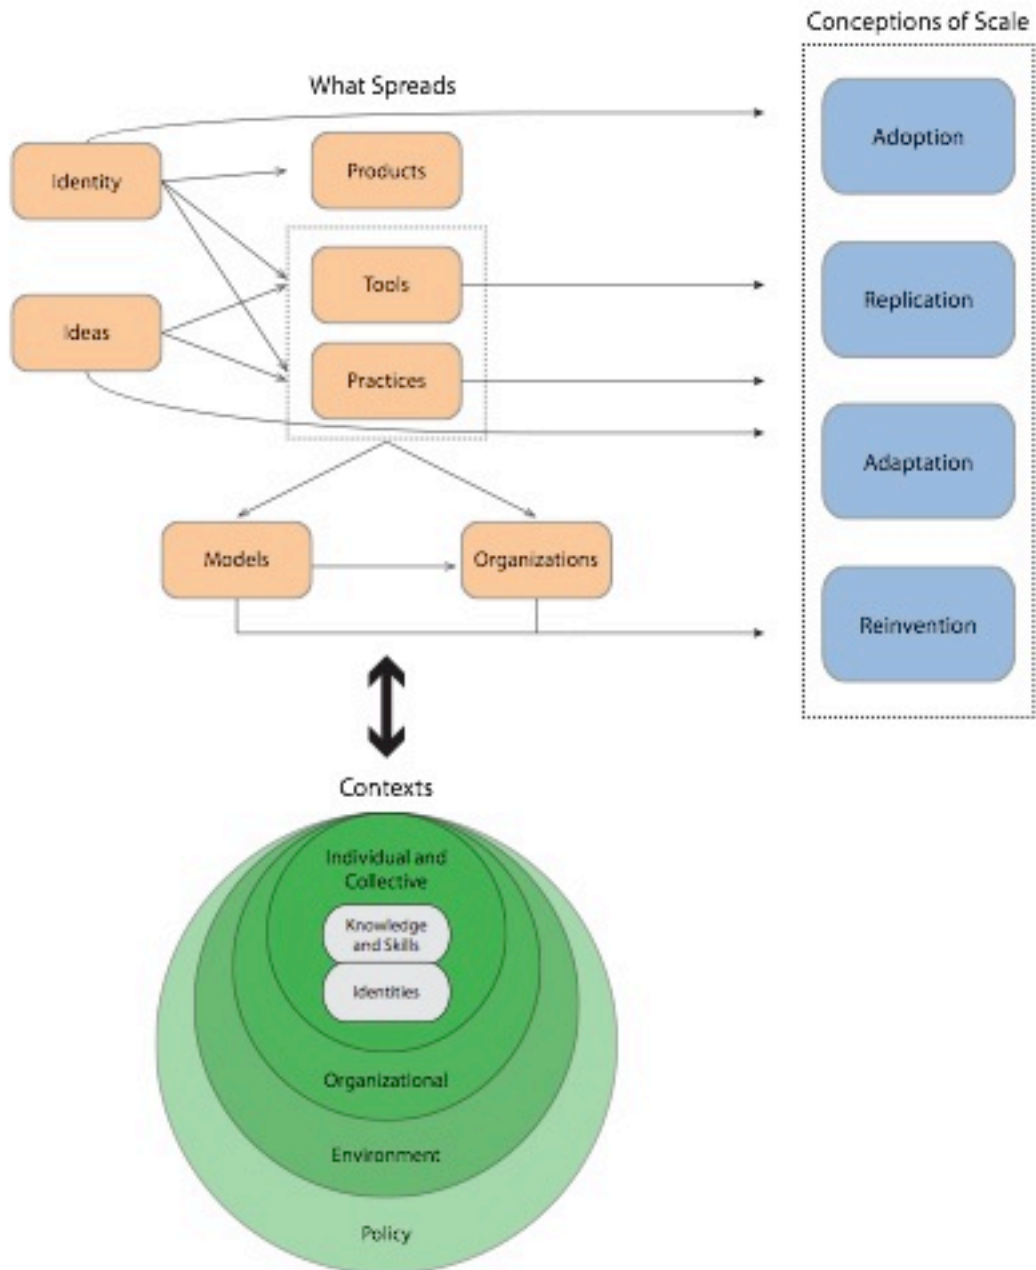 Conceptions of Scale
What Spreads
Adoption
Identity
Products
Tools
Replication
Ideas
Practices
Adaptation
Models
Organizations
Reinvention
Contexts
Individual and
Collective
Knowledge
and Skills
Identities
Organizational
Environment
Policy